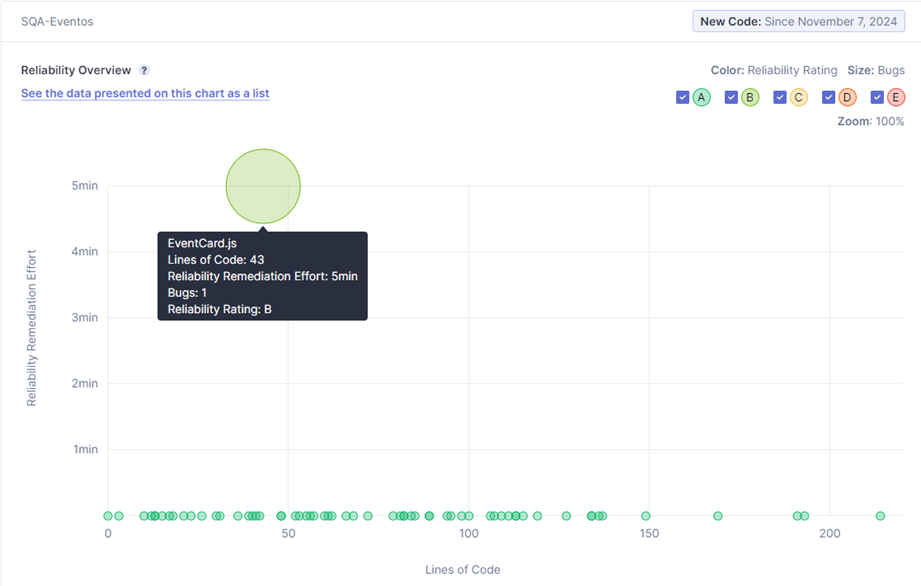 SQA-Eventos
New Code: Since November 7, 2024
Reliability Overview ?
Color: Reliability Rating Size: Bugs
See the data presented on this chart as a list
A B C D E
Zoom: 100%
5min
EventCard.js
Lines of Code: 43
Reliability Remediation Effort: 5min
Bugs: 1
Reliability Rating: B
4min
3min
2min
1min
Reliability Remediation Effort
0 50 100 150 200
Lines of Code